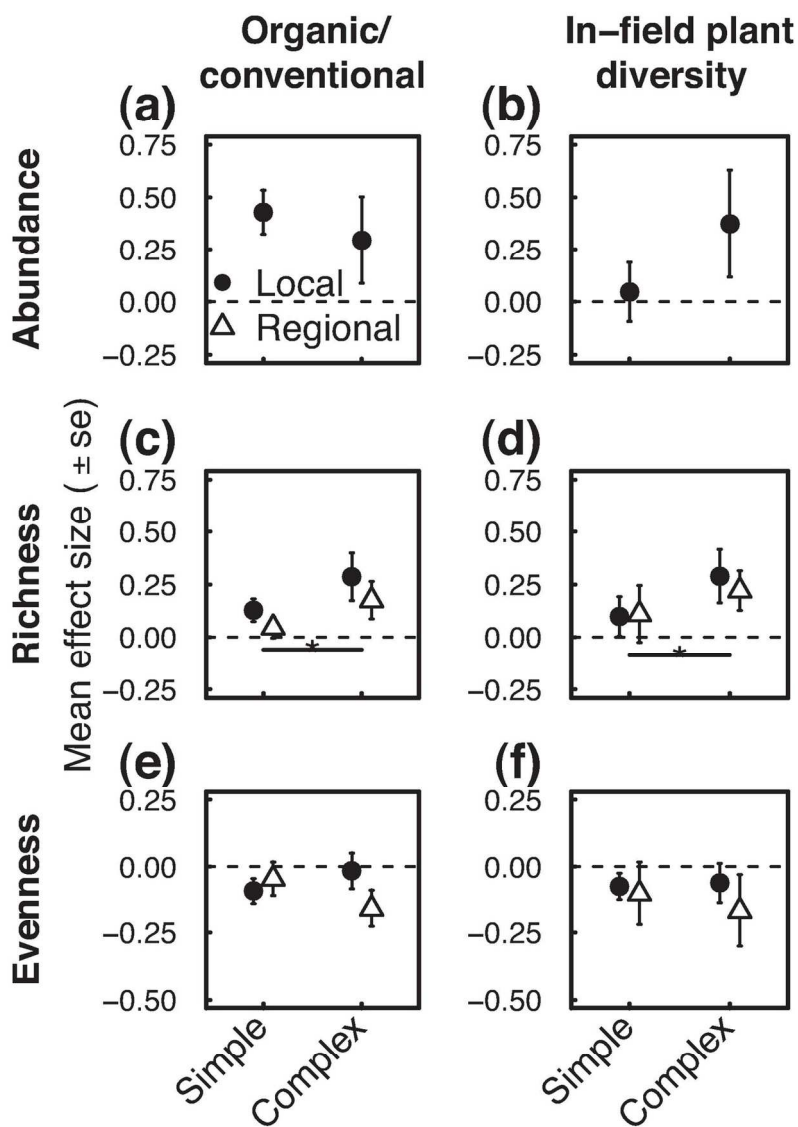 Organic/
conventional
In-field plant
diversity
(a)
(b)
Abundance
0.75
0.50
0.25
0.00
-0.25
Local
Regional
0.75
0.50
0.25
0.00
-0.25
Mean effect size ( ± se)
(c)
(d)
Richness
0.75
0.50
0.25
0.00
-0.25
*
0.75
0.50
0.25
0.00
-0.25
*
(e)
(f)
Evenness
0.25
0.00
-0.25
-0.50
0.25
0.00
-0.25
-0.50
Simple
Complex
Simple
Complex